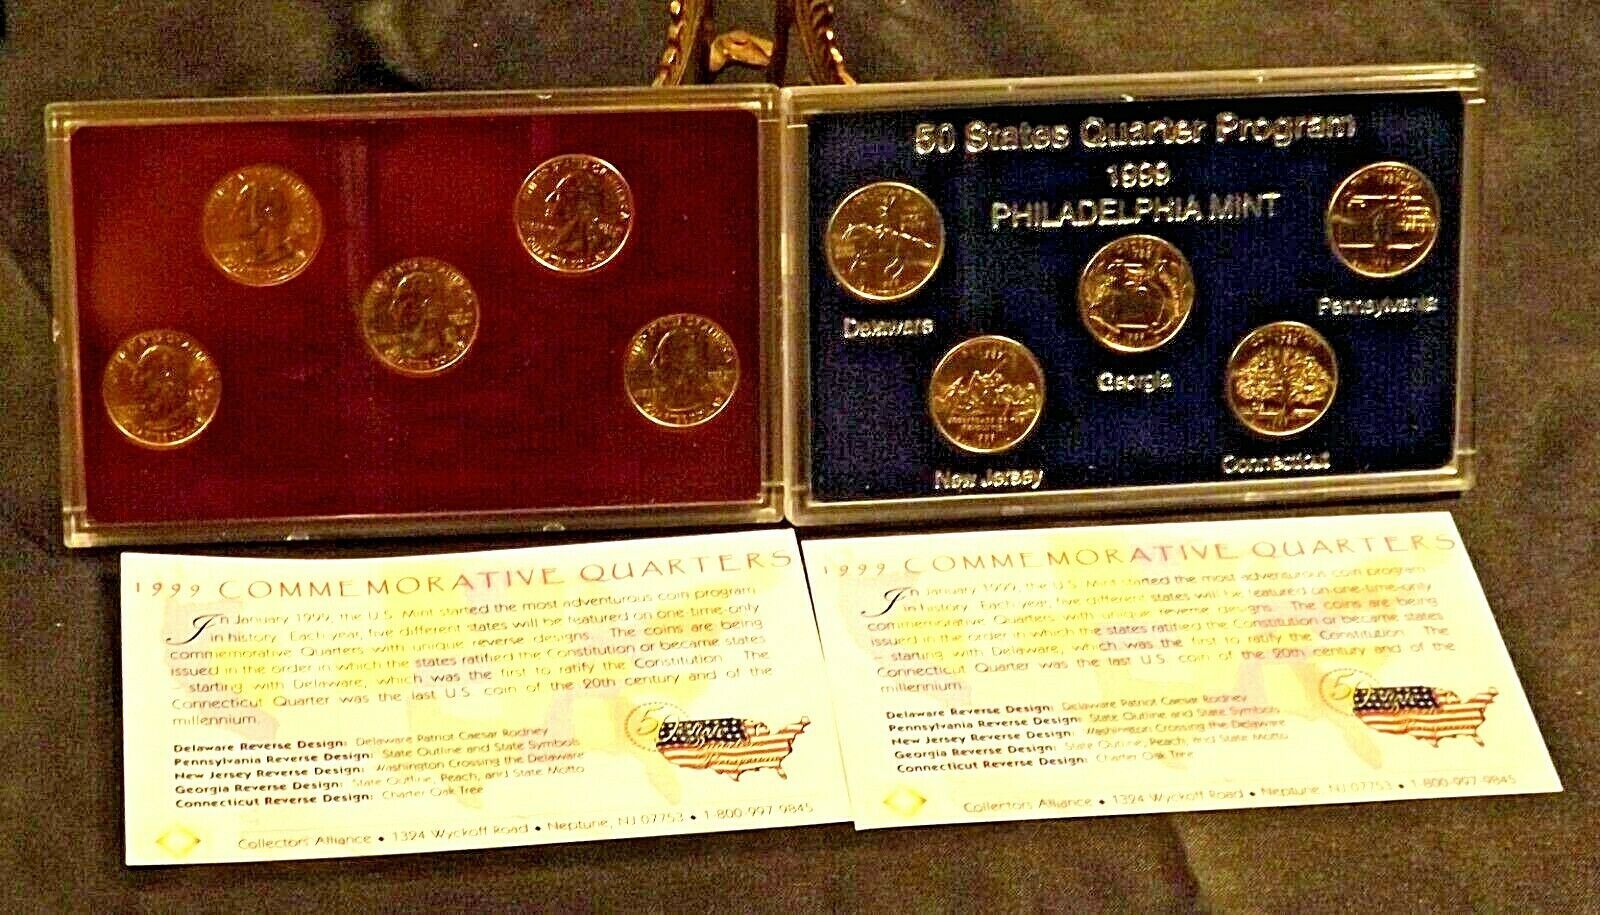 50 States Quarter Program
1999
PHILADELPHIA MINT
Delaware
Pennsylvania
Georgia
New Jersey
Connecticut
1999 COMMEMORATIVE QUARTERS
In January 1999, the U.S. Mint started the most adventurous coin program
in history. Each year, five different states will be featured on one-time-only
commemorative Quarters with unique reverse designs. The coins are being
issued in the order in which the states ratified the Constitution or became states
– starting with Delaware, which was the first to ratify the Constitution. The
Connecticut Quarter was the last U.S. coin of the 20th century and of the
millennium.
Delaware Reverse Design: Delaware Patriot Caesar Rodney
Pennsylvania Reverse Design: State Outline and State Symbols
New Jersey Reverse Design: Washington Crossing the Delaware
Georgia Reverse Design: State Outline, Peach, and State Motto
Connecticut Reverse Design: Charter Oak Tree
Collectors Alliance • 1324 Wyckoff Road • Neptune, NJ 07753 • 1-800-997-9845
1999 COMMEMORATIVE QUARTERS
In January 1999, the U.S. Mint started the most adventurous coin program
in history. Each year, five different states will be featured on one-time-only
commemorative Quarters with unique reverse designs. The coins are being
issued in the order in which the states ratified the Constitution or became states
– starting with Delaware, which was the first to ratify the Constitution. The
Connecticut Quarter was the last U.S. coin of the 20th century and of the
millennium.
Delaware Reverse Design: Delaware Patriot Caesar Rodney
Pennsylvania Reverse Design: State Outline and State Symbols
New Jersey Reverse Design: Washington Crossing the Delaware
Georgia Reverse Design: State Outline, Peach, and State Motto
Connecticut Reverse Design: Charter Oak Tree
Collectors Alliance • 1324 Wyckoff Road • Neptune, NJ 07753 • 1-800-997-9845